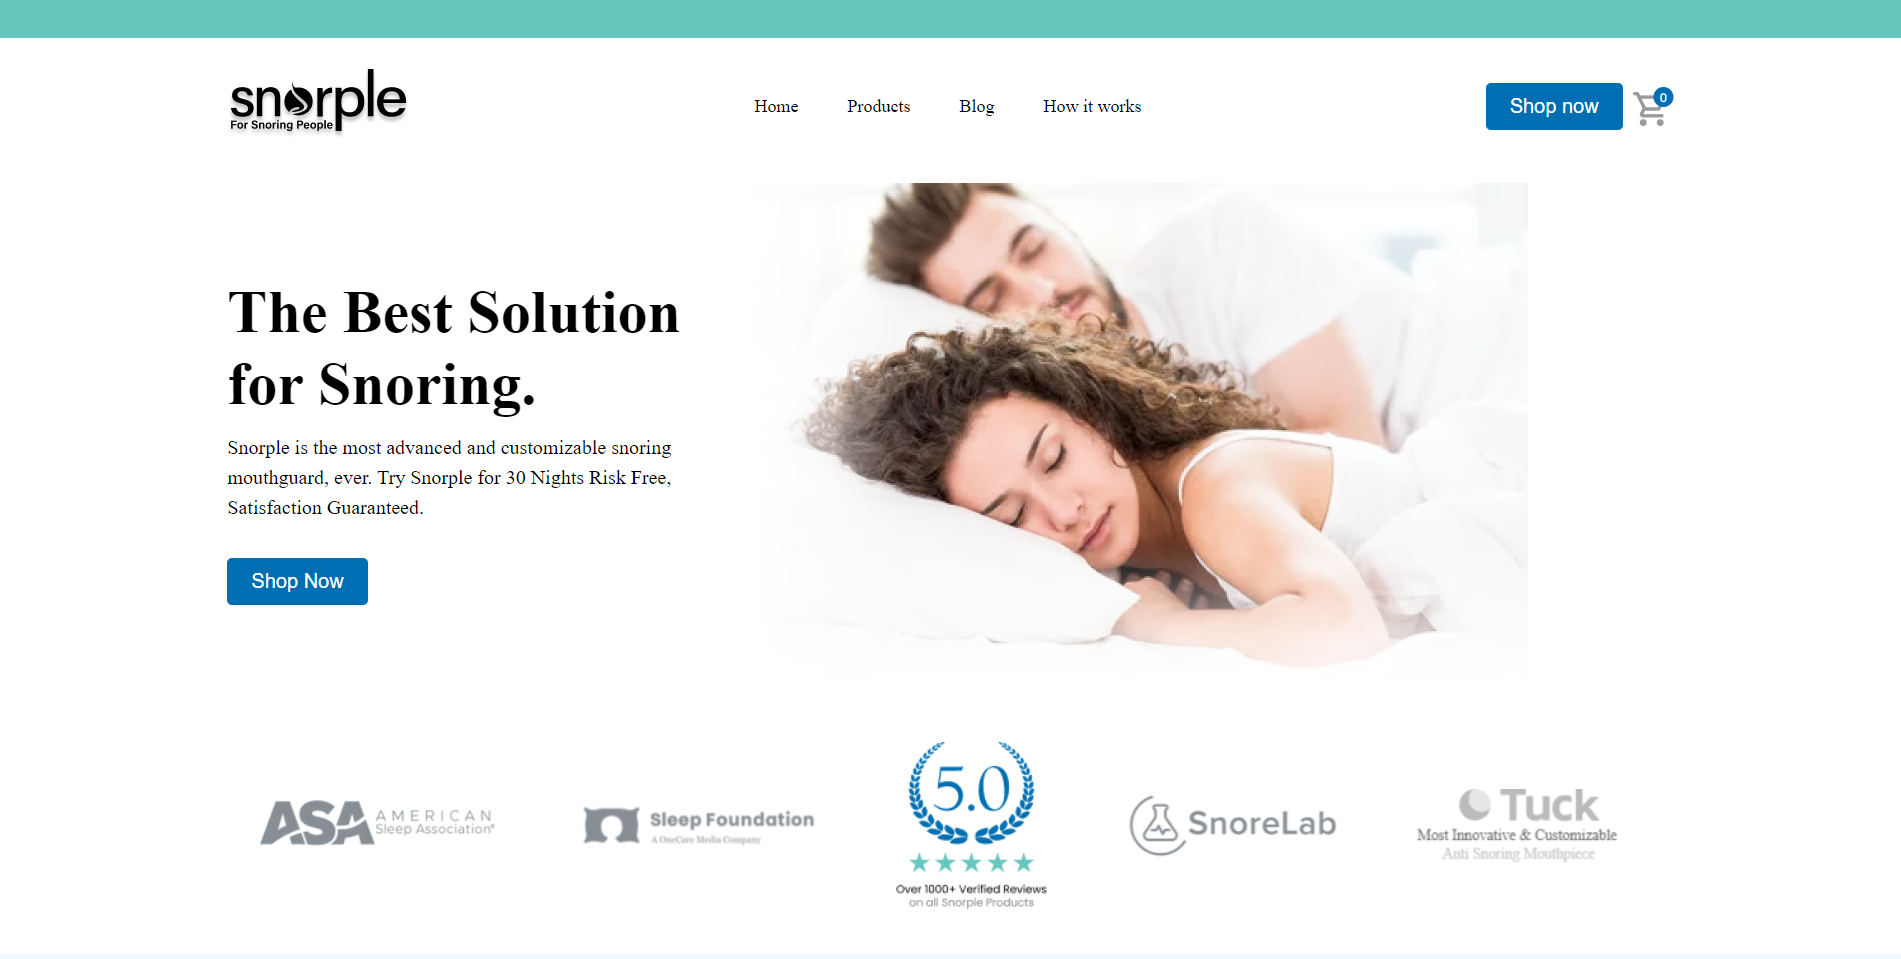 snorple
For Snoring People
Home
Products
Blog
How it works
Shop now
0
The Best Solution
for Snoring.
Snorple is the most advanced and customizable snoring
mouthguard, ever. Try Snorple for 30 Nights Risk Free,
Satisfaction Guaranteed.
Shop Now
ASA AMERICAN
Sleep Association®
Sleep Foundation
A OneCare Media Company
5.0
Over 1000+ Verified Reviews
on all Snorple Products
SnoreLab
Tuck
Most Innovative & Customizable
Anti Snoring Mouthpiece